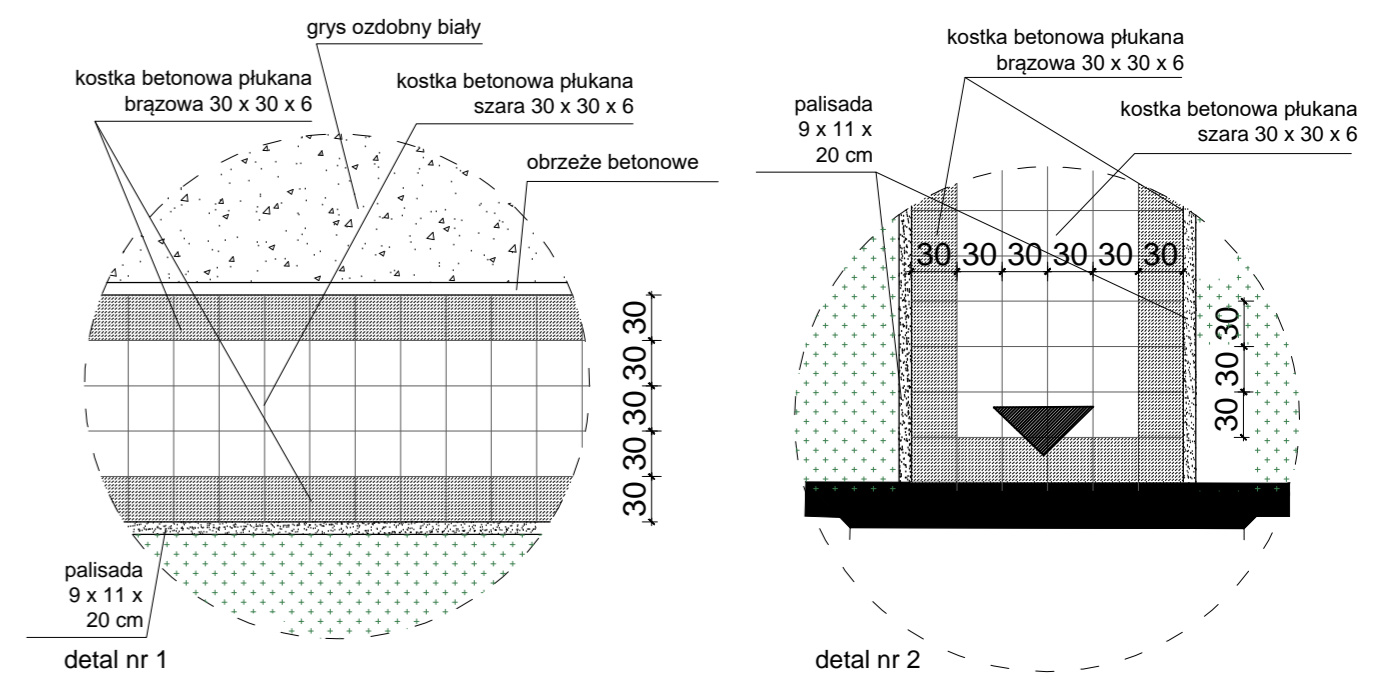 grys ozdobny biały
kostka betonowa płukana
brązowa 30 x 30 x 6
kostka betonowa płukana
szara 30 x 30 x 6
obrzeże betonowe
30
30
30
30
30
palisada
9 x 11 x
20 cm
detal nr 1
kostka betonowa płukana
brązowa 30 x 30 x 6
palisada
9 x 11 x
20 cm
kostka betonowa płukana
szara 30 x 30 x 6
30 30 30 30 30 30
30
30
30
detal nr 2